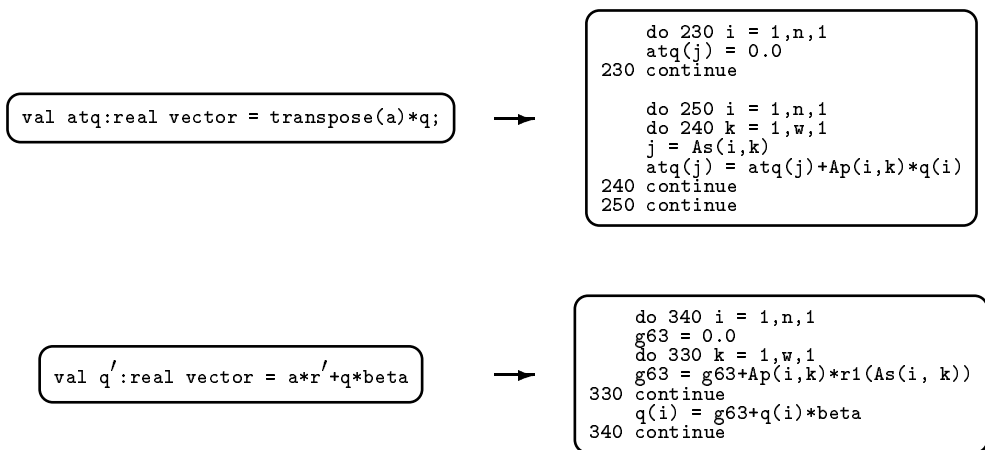 val atq:real vector = transpose(a)*q;
do 230 i = 1,n,1
atq(j) = 0.0
230 continue
do 250 i = 1,n,1
do 240 k = 1,w,1
j = As(i,k)
atq(j) = atq(j)+Ap(i,k)*q(i)
240 continue
250 continue
val q′:real vector = a*r′+q*beta
do 340 i = 1,n,1
g63 = 0.0
do 330 k = 1,w,1
g63 = g63+Ap(i,k)*r1(As(i, k))
330 continue
q(i) = g63+q(i)*beta
340 continue